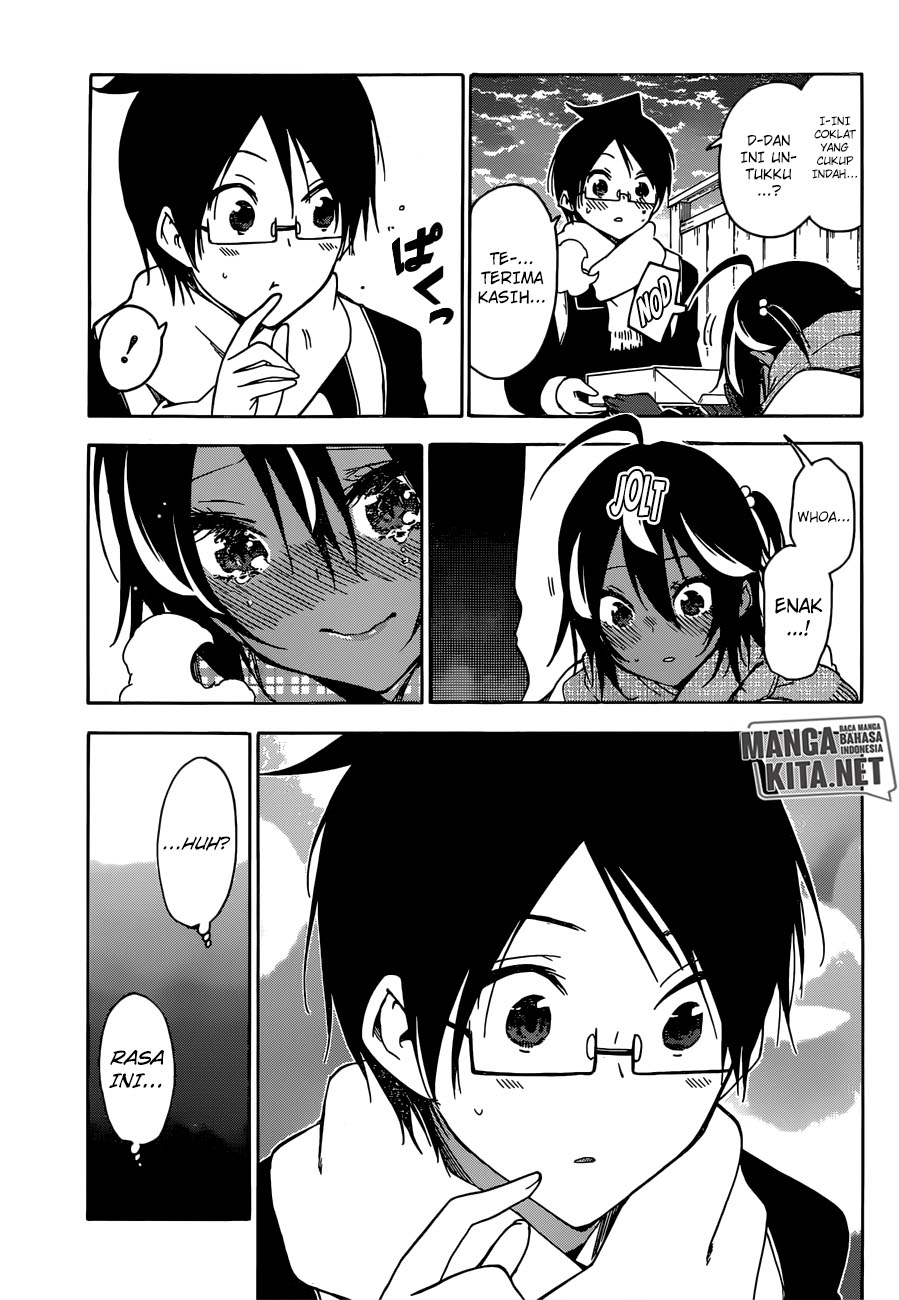 I-INI
COKLAT
YANG
CUKUP
INDAH...
D-DAN
INI UN-
TUKKU
...?
NOD
TE-...
TERIMA
KASIH...
ぱくっ
!
WHOA...
ENAK
...!
JOLT
MANGA
KITA.NET
BACA MANGA
BAHASA
INDONESIA
...HUH?
RASA
INI...